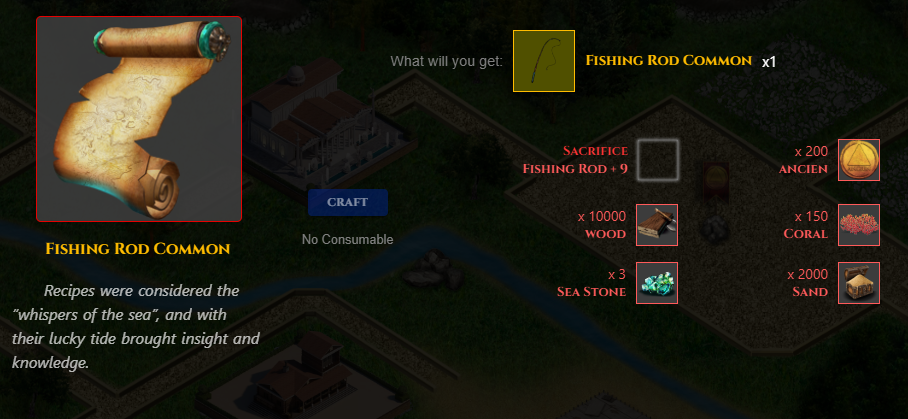 What will you get:
Fishing Rod Common x1
Sacrifice
Fishing Rod + 9
x 200
ancien
x 10000
wood
x 150
Coral
x 3
Sea Stone
x 2000
Sand
CRAFT
No Consumable
Fishing Rod Common
Recipes were considered the
"whispers of the sea", and with
their lucky tide brought insight and
knowledge.